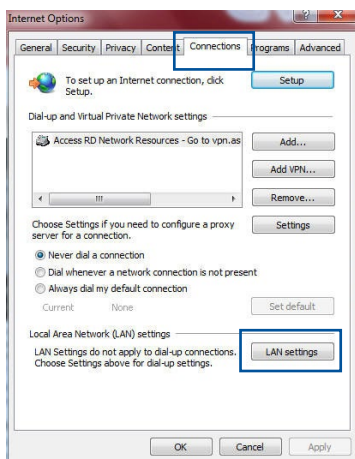 Internet Options
General Security Privacy Content Connections Programs Advanced
To set up an Internet connection, click
Setup.
Setup
Dial-up and Virtual Private Network settings
Access RD Network Resources - Go to vpn.as
Add...
Add VPN...
Remove...
Choose Settings if you need to configure a proxy
server for a connection.
Settings
Never dial a connection
Dial whenever a network connection is not present
Always dial my default connection
Current None
Set default
Local Area Network (LAN) settings
LAN Settings do not apply to dial-up connections.
Choose Settings above for dial-up settings.
LAN settings
OK Cancel Apply